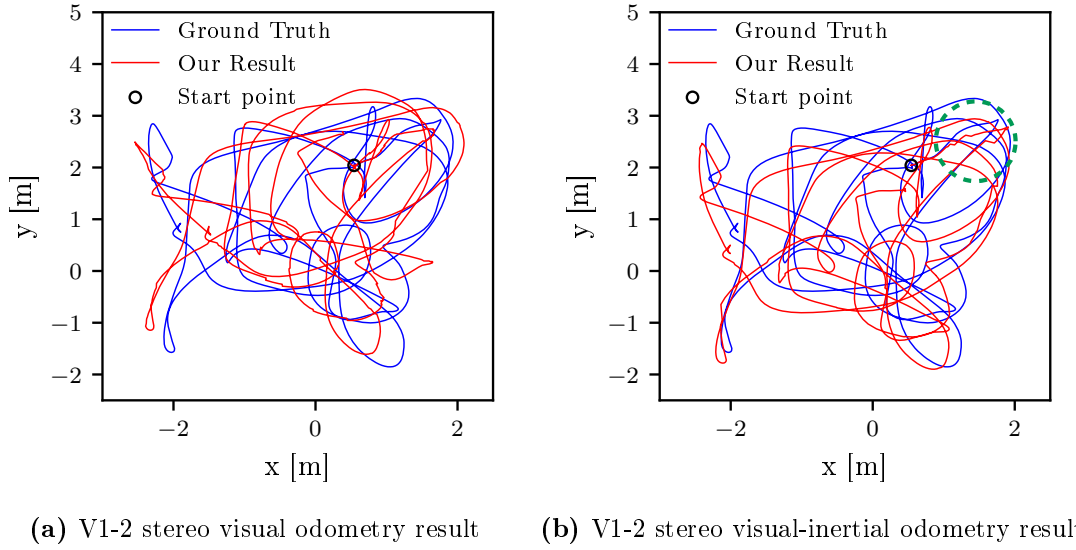 5
4
3
2
1
0
−1
−2
y [m]
−2
0
2
x [m]
Ground Truth
Our Result
Start point
(a) V1-2 stereo visual odometry result
5
4
3
2
1
0
−1
−2
y [m]
−2
0
2
x [m]
Ground Truth
Our Result
Start point
(b) V1-2 stereo visual-inertial odometry resul